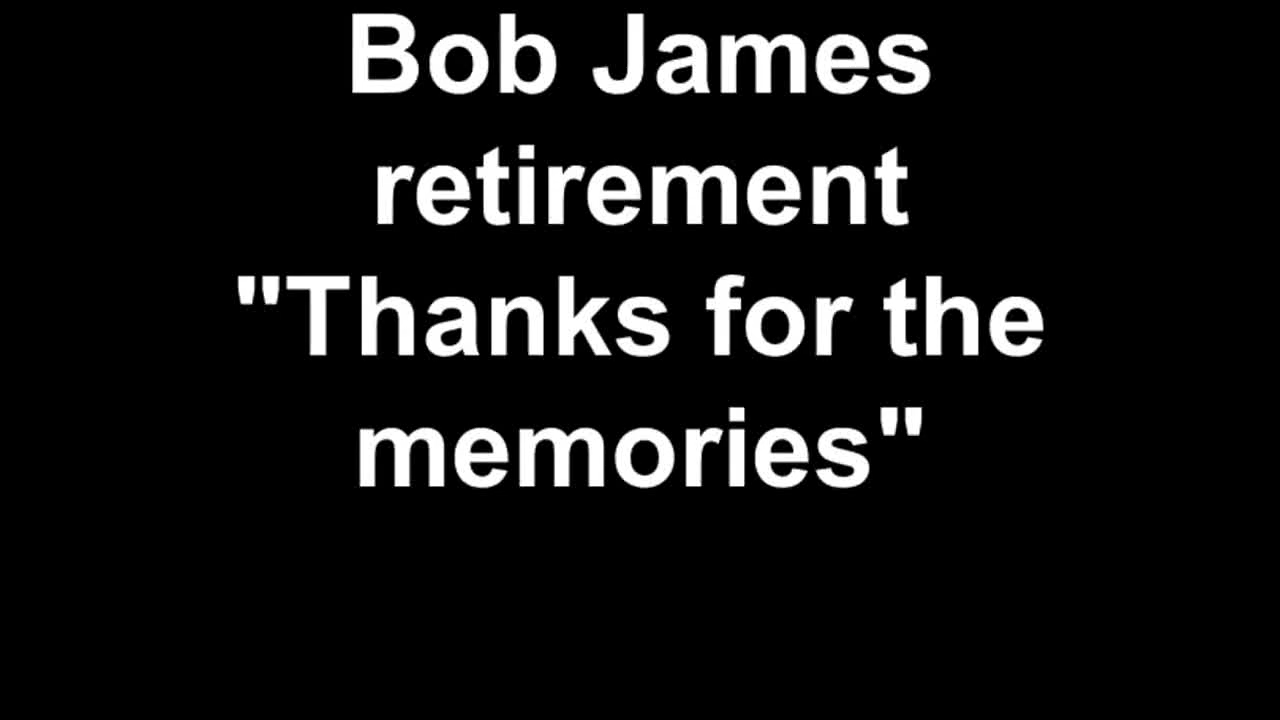 Bob James
retirement
"Thanks for the
memories"